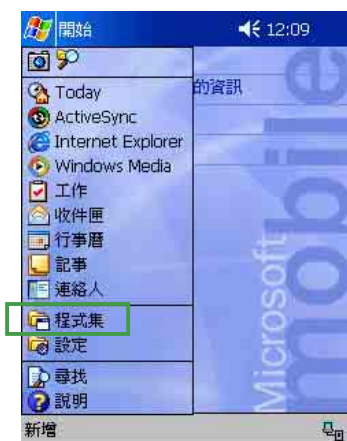 開始 12:09
的資訊
Today
ActiveSync
Internet Explorer
Windows Media
工作
收件匣
行事曆
記事
連絡人
程式集
設定
尋找
說明
新增
Microsoft
mobile